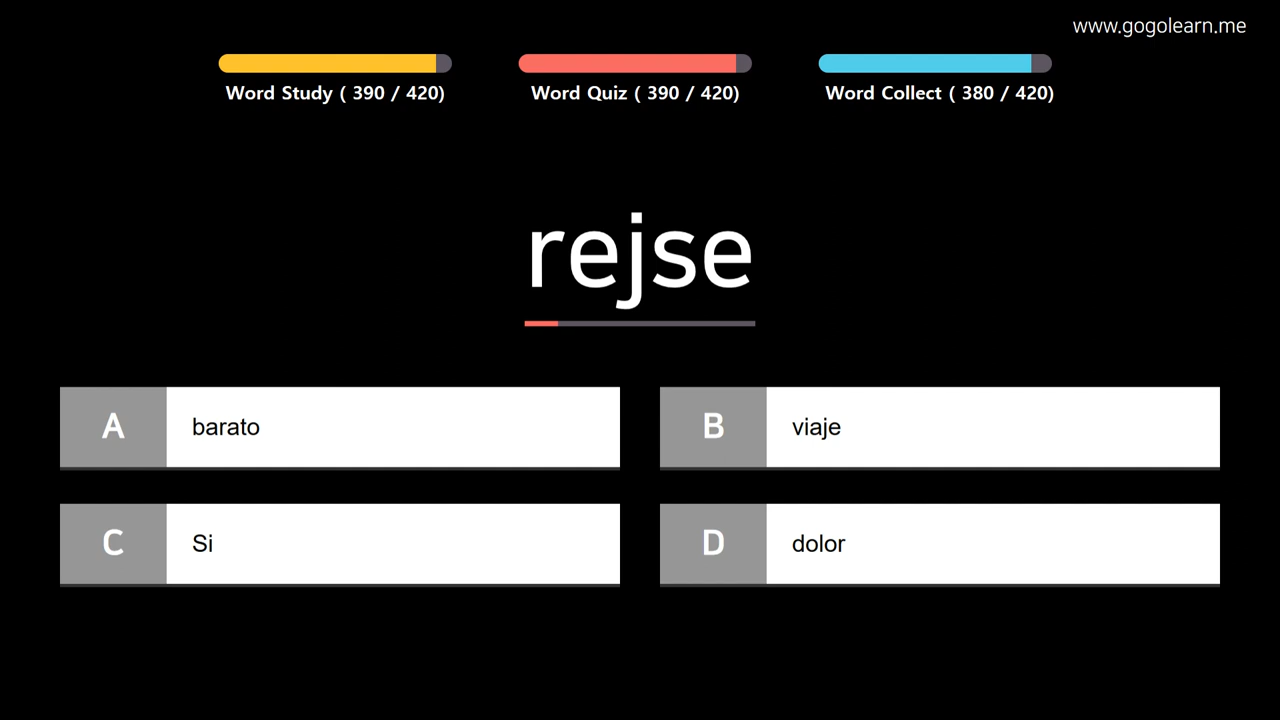 www.gogolearn.me
Word Study ( 390 / 420)
Word Quiz ( 390 / 420)
Word Collect ( 380 / 420)
rejse
A barato
B viaje
C Si
D dolor